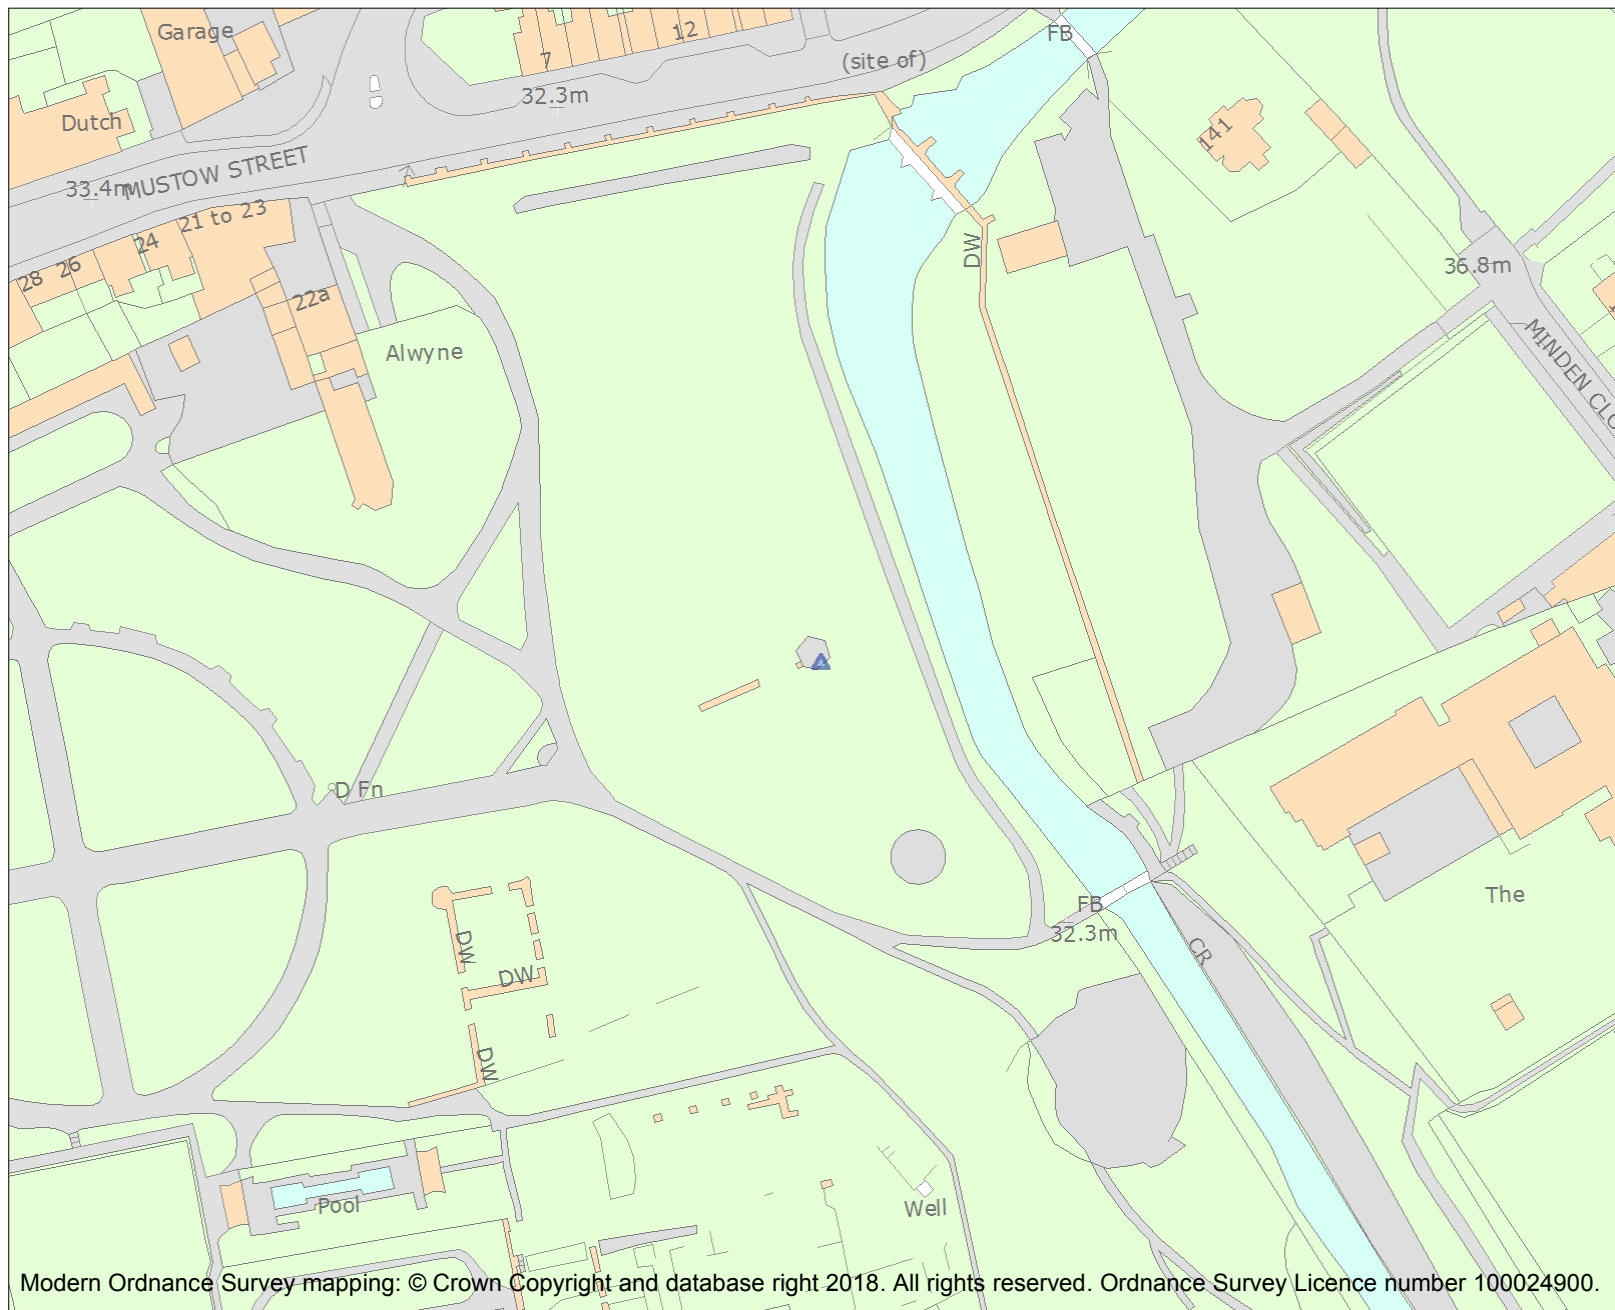 Garage
FB
12
7
(site of)
32.3m
Dutch
141
MUSTOW STREET
33.4m
21 to 23
24
26
28
DW
36.8m
22a
MINDEN CLO
Alwyne
D Fn
The
FB
32.3m
CR
DW
DW
DW
Pool
Well
Modern Ordnance Survey mapping: © Crown Copyright and database right 2018. All rights reserved. Ordnance Survey Licence number 100024900.